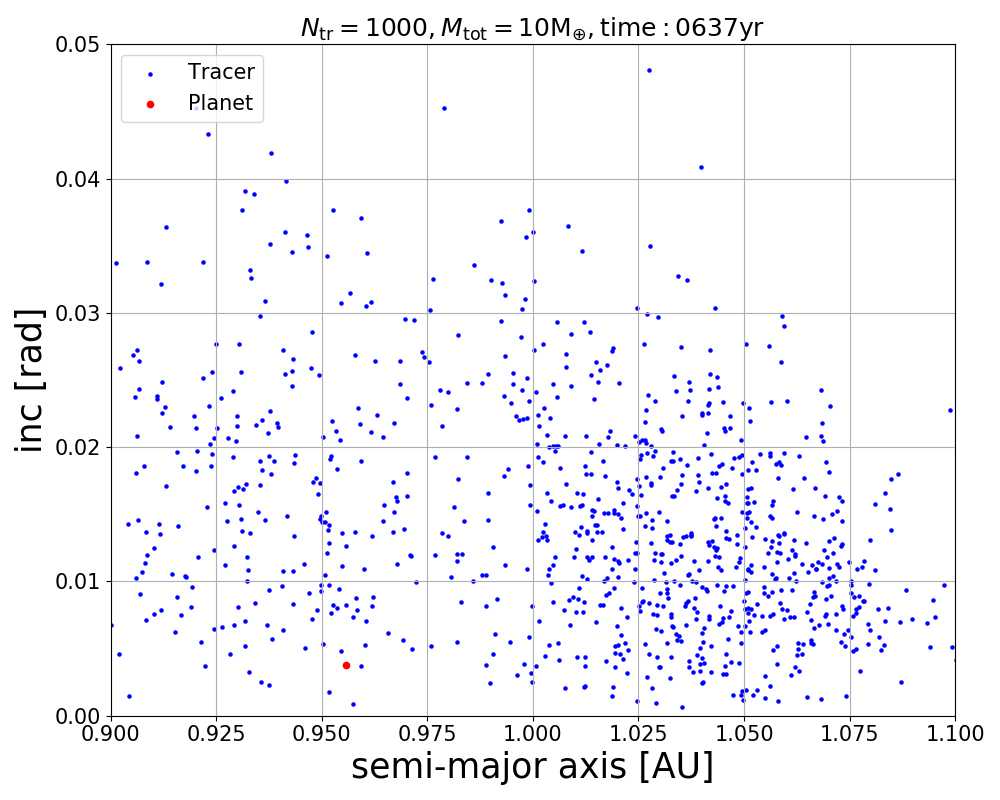 N_tr = 1000, M_tot = 10M_⊕, time : 0637yr
0.05
Tracer
Planet
0.04
0.03
inc [rad]
0.02
0.01
0.00
0.900 0.925 0.950 0.975 1.000 1.025 1.050 1.075 1.100
semi-major axis [AU]